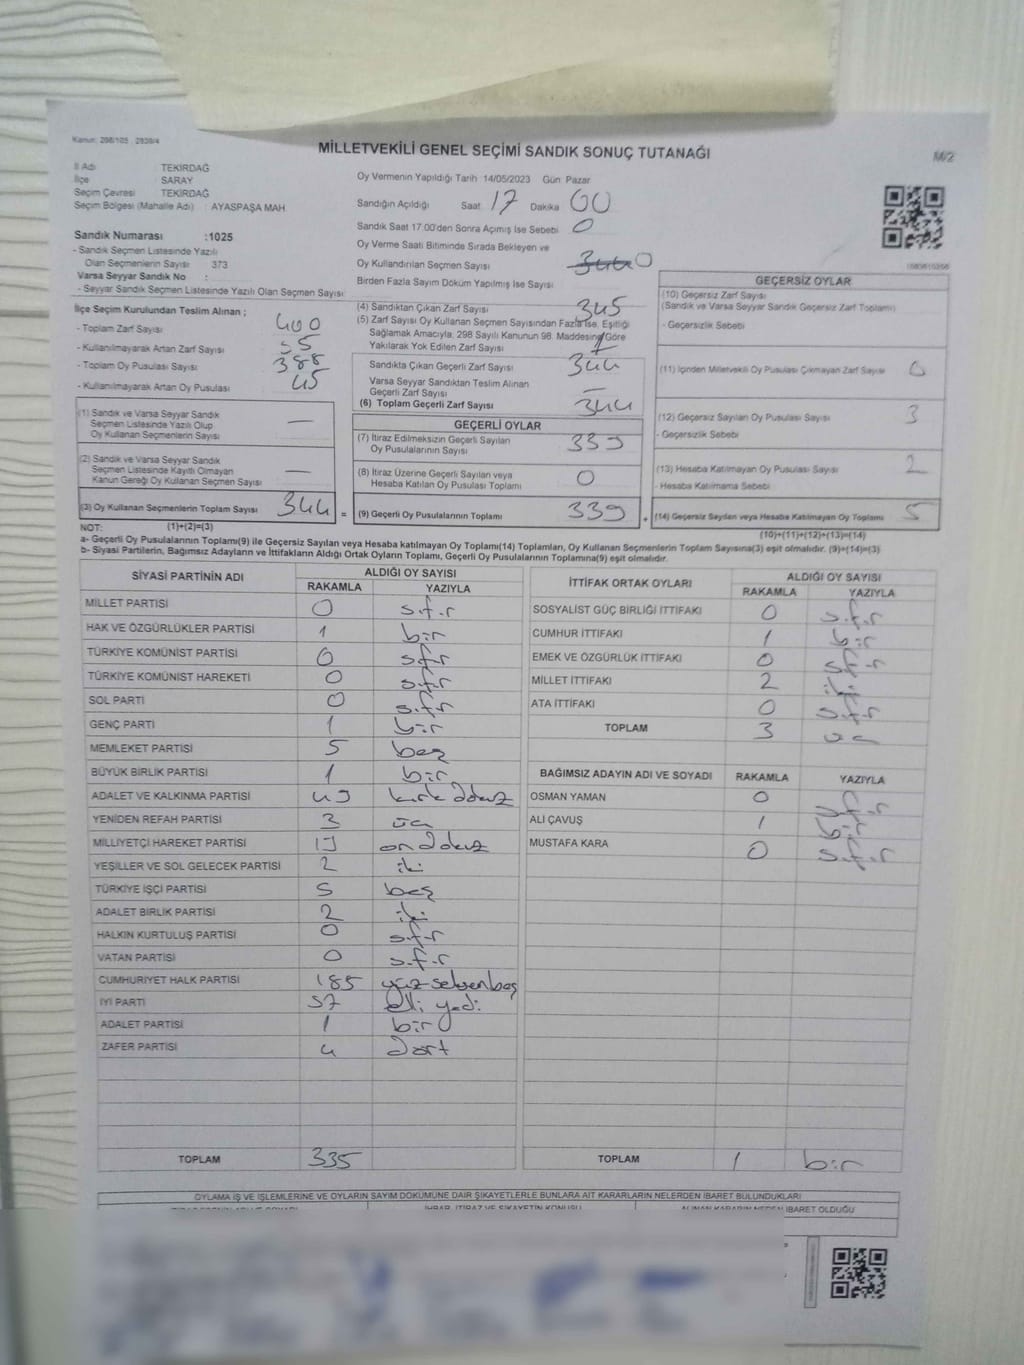 Kanun: 298/105 2839/4
MİLLETVEKİLİ GENEL SEÇİMİ SANDIK SONUÇ TUTANAĞI
M/2
İl Adı TEKİRDAĞ
İlçe SARAY
Seçim Çevresi TEKİRDAĞ
Seçim Bölgesi (Mahalle Adı) : AYASPAŞA MAH.
Sandık Numarası :1025
- Sandık Seçmen Listesinde Yazılı
Olan Seçmenlerin Sayısı 373
Varsa Seyyar Sandık No :
- Seyyar Sandık Seçmen Listesinde Yazılı Olan Seçmen Sayısı:
Oy Vermenin Yapıldığı Tarih 14/05/2023 Gün Pazar
Sandığın Açıldığı Saat 17 Dakika 00
Sandık Saat 17.00'den Sonra Açılmış İse Sebebi 0
Oy Verme Saati Bitiminde Sırada Bekleyen ve
Oy Kullandırılan Seçmen Sayısı 0
Birden Fazla Sayım Döküm Yapılmış İse Sayısı
İlçe Seçim Kurulundan Teslim Alınan ;
- Toplam Zarf Sayısı 400
- Kullanılmayarak Artan Zarf Sayısı 55
- Toplam Oy Pusulası Sayısı 388
- Kullanılmayarak Artan Oy Pusulası 45
(1) Sandık ve Varsa Seyyar Sandık
Seçmen Listesinde Yazılı Olup
Oy Kullanan Seçmenlerin Sayısı —
(2) Sandık ve Varsa Seyyar Sandık
Seçmen Listesinde Kayıtlı Olmayan
Kanun Gereği Oy Kullanan Seçmen Sayısı —
(3) Oy Kullanan Seçmenlerin Toplam Sayısı 344 =
(4) Sandıktan Çıkan Zarf Sayısı 345
(5) Zarf Sayısı Oy Kullanan Seçmen Sayısından Fazla İse, Eşitliği
Sağlamak Amacıyla, 298 Sayılı Kanunun 98. Maddesine Göre
Yakılarak Yok Edilen Zarf Sayısı 1
Sandıkta Çıkan Geçerli Zarf Sayısı 344
Varsa Seyyar Sandıktan Teslim Alınan
Geçerli Zarf Sayısı —
(6) Toplam Geçerli Zarf Sayısı 344
GEÇERLİ OYLAR
(7) İtiraz Edilmeksizin Geçerli Sayılan
Oy Pusulalarının Sayısı 339
(8) İtiraz Üzerine Geçerli Sayılan veya
Hesaba Katılan Oy Pusulası Toplamı 0
(9) Geçerli Oy Pusulalarının Toplamı 339 +
GEÇERSİZ OYLAR
(10) Geçersiz Zarf Sayısı
(Sandık ve Varsa Seyyar Sandık Geçersiz Zarf Toplamı)
- Geçersizlik Sebebi
(11) İçinden Milletvekili Oy Pusulası Çıkmayan Zarf Sayısı 0
(12) Geçersiz Sayılan Oy Pusulası Sayısı 3
- Geçersizlik Sebebi
(13) Hesaba Katılmayan Oy Pusulası Sayısı 2
- Hesaba Katılmama Sebebi
(14) Geçersiz Sayılan veya Hesaba Katılmayan Oy Toplamı 5
NOT: (1)+(2)=(3)
(10)+(11)+(12)+(13)=(14)
a- Geçerli Oy Pusulalarının Toplamı(9) ile Geçersiz Sayılan veya Hesaba katılmayan Oy Toplamı(14) Toplamları, Oy Kullanan Seçmenlerin Toplam Sayısına(3) eşit olmalıdır. (9)+(14)=(3)
b- Siyasi Partilerin, Bağımsız Adayların ve İttifakların Aldığı Ortak Oyların Toplamı, Geçerli Oy Pusulalarının Toplamına(9) eşit olmalıdır.
SİYASİ PARTİNİN ADI ALDIĞI OY SAYISI
RAKAMLA YAZIYLA
MİLLET PARTİSİ 0 sıfır
HAK VE ÖZGÜRLÜKLER PARTİSİ 1 bir
TÜRKİYE KOMÜNİST PARTİSİ 0 sıfır
TÜRKİYE KOMÜNİST HAREKETİ 0 sıfır
SOL PARTİ 0 sıfır
GENÇ PARTİ 1 bir
MEMLEKET PARTİSİ 5 beş
BÜYÜK BİRLİK PARTİSİ 1 bir
ADALET VE KALKINMA PARTİSİ 49 kırk dokuz
YENİDEN REFAH PARTİSİ 3 üç
MİLLİYETÇİ HAREKET PARTİSİ 19 on dokuz
YEŞİLLER VE SOL GELECEK PARTİSİ 2 iki
TÜRKİYE İŞÇİ PARTİSİ 5 beş
ADALET BİRLİK PARTİSİ 2 iki
HALKIN KURTULUŞ PARTİSİ 0 sıfır
VATAN PARTİSİ 0 sıfır
CUMHURİYET HALK PARTİSİ 185 yüz seksen beş
İYİ PARTİ 57 elli yedi
ADALET PARTİSİ 1 bir
ZAFER PARTİSİ 4 dört
TOPLAM 335
İTTİFAK ORTAK OYLARI ALDIĞI OY SAYISI
RAKAMLA YAZIYLA
SOSYALİST GÜÇ BİRLİĞİ İTTİFAKI 0 sıfır
CUMHUR İTTİFAKI 1 bir
EMEK VE ÖZGÜRLÜK İTTİFAKI 0 sıfır
MİLLET İTTİFAKI 2 iki
ATA İTTİFAKI 0 sıfır
TOPLAM 3 üç
BAĞIMSIZ ADAYIN ADI VE SOYADI RAKAMLA YAZIYLA
OSMAN YAMAN 0 sıfır
ALİ ÇAVUŞ 1 bir
MUSTAFA KARA 0 sıfır
TOPLAM 1 bir
OYLAMA İŞ VE İŞLEMLERİNE VE OYLARIN SAYIM DÖKÜMÜNE DAİR ŞİKAYETLERLE BUNLARA AİT KARARLARIN NELERDEN İBARET BULUNDUKLARI
İHBAR, İTİRAZ VE ŞİKAYETİN KONUSU ALINAN KARARIN NEDEN İBARET OLDUĞU